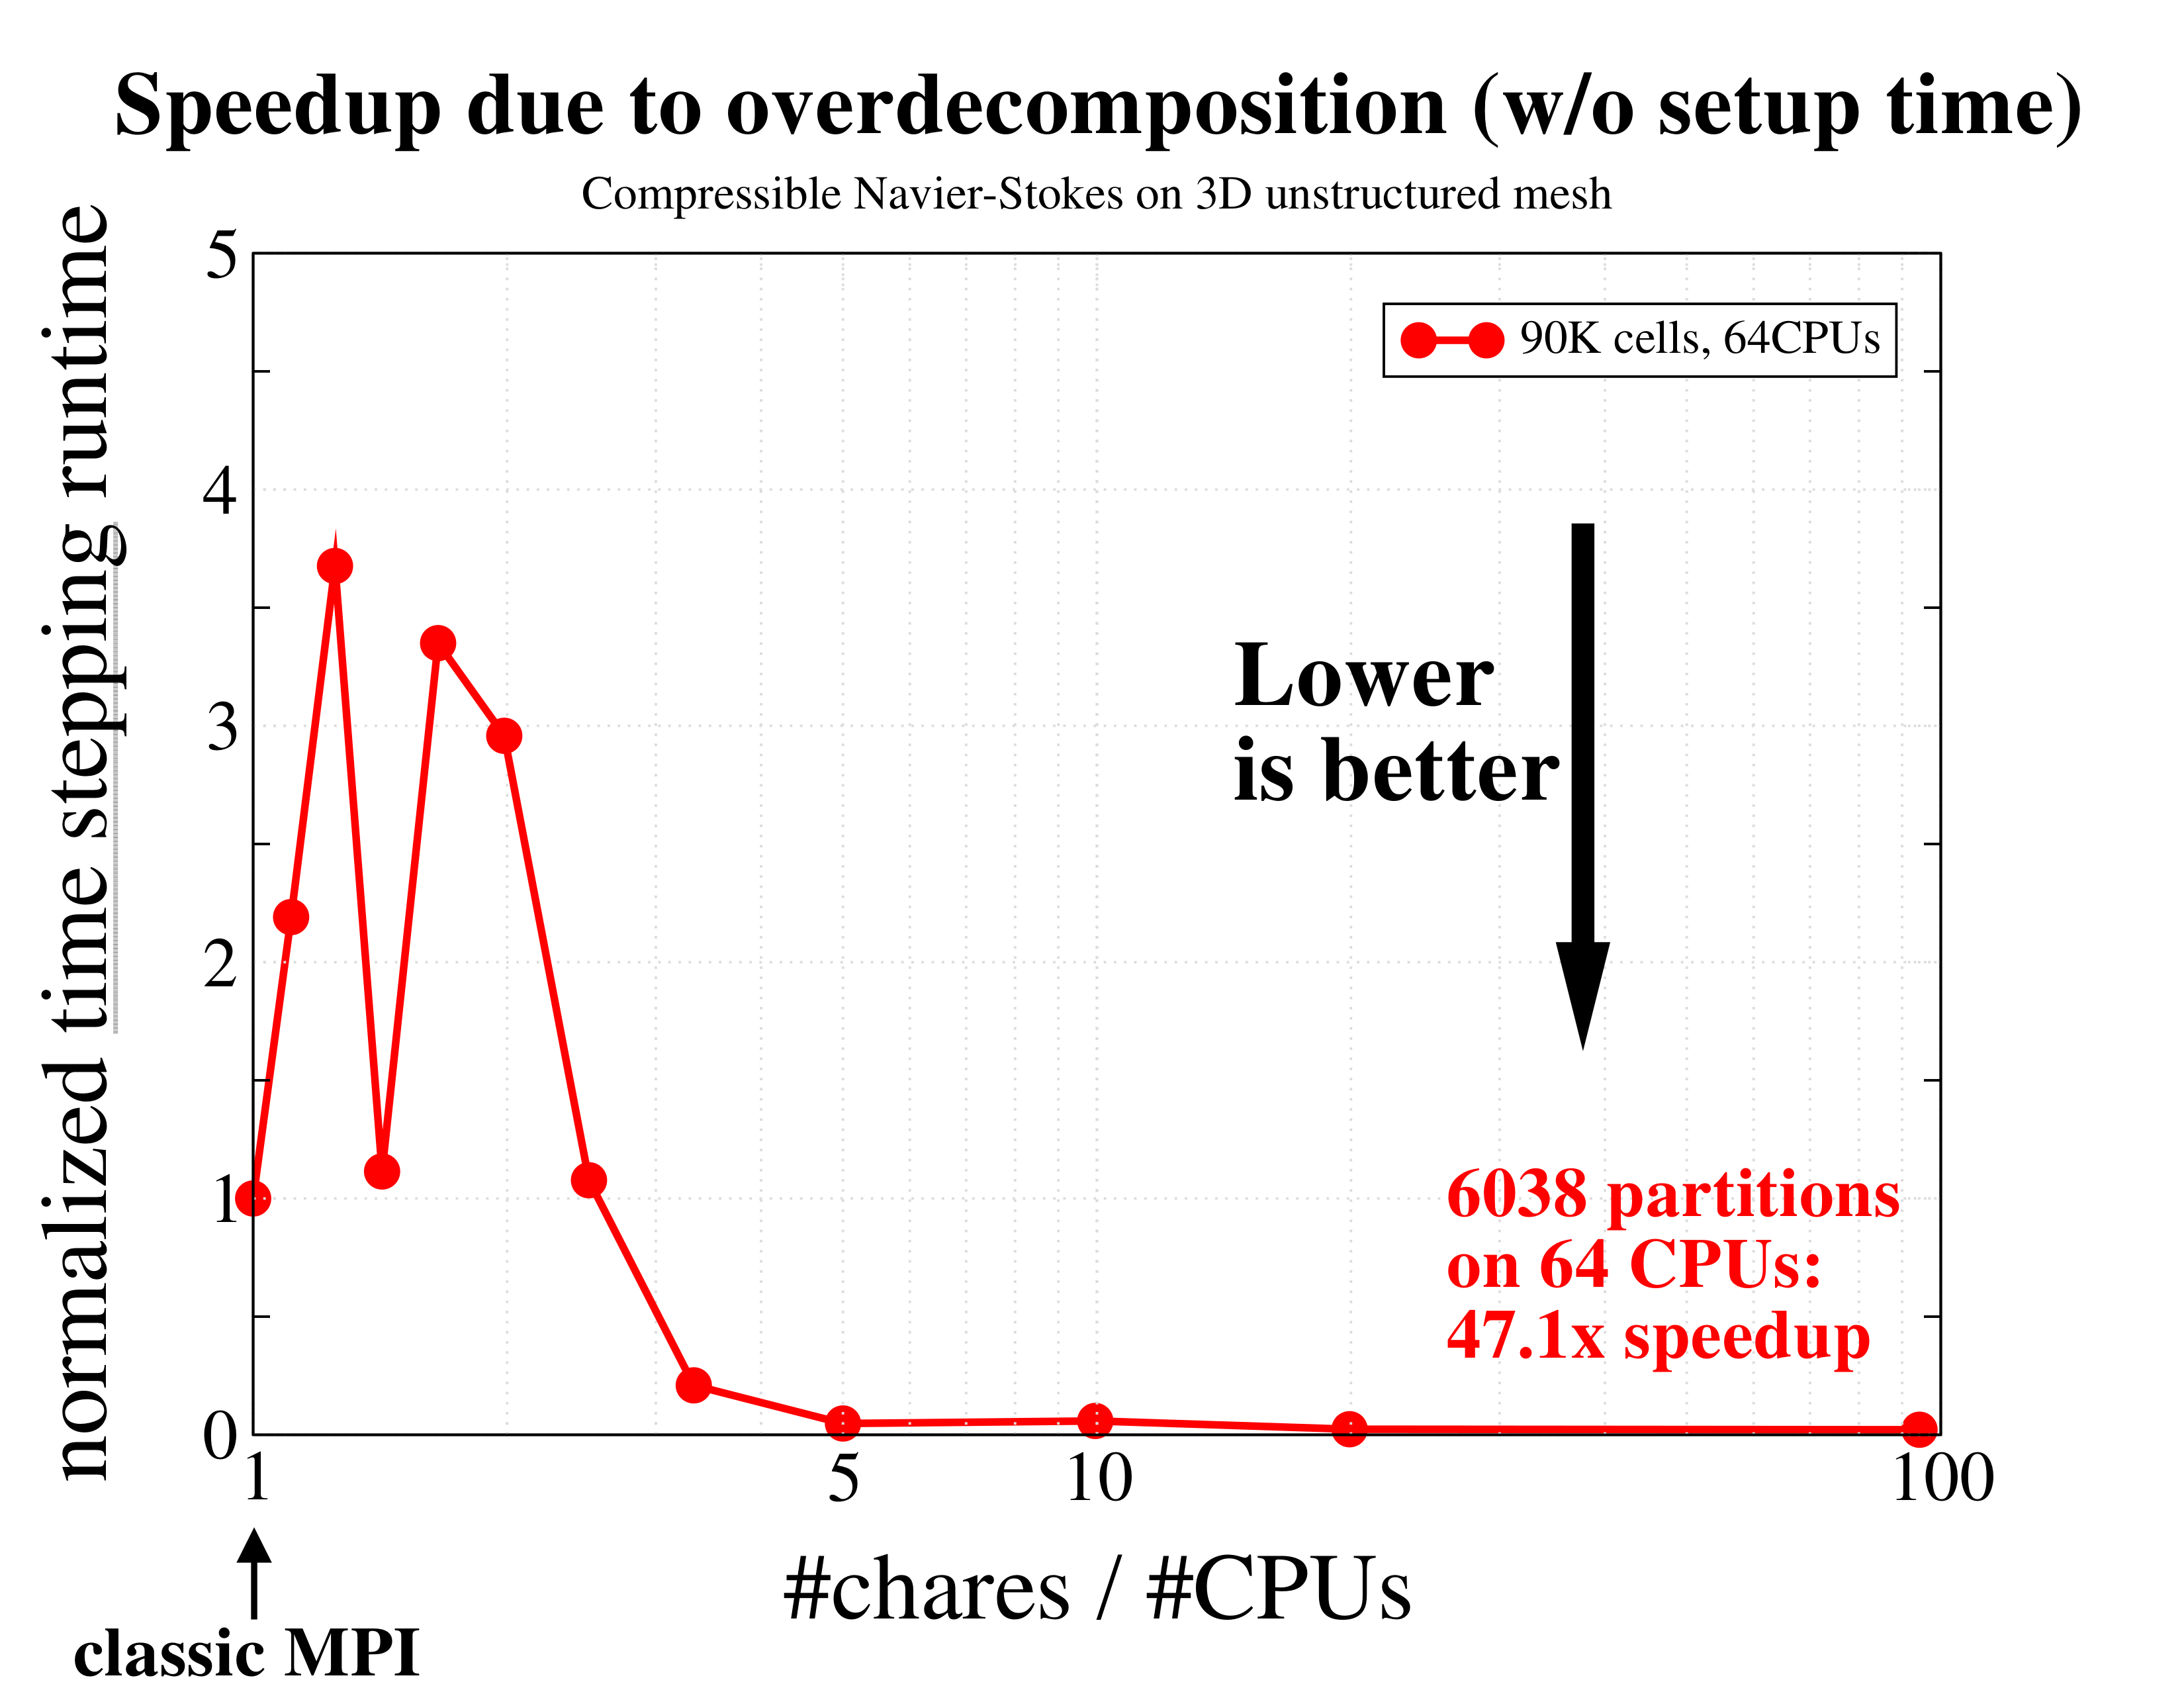 Speedup due to overdecomposition (w/o setup time)
Compressible Navier-Stokes on 3D unstructured mesh
normalized time stepping runtime
5
4
3
2
1
0
90K cells, 64CPUs
Lower
is better
6038 partitions
on 64 CPUs:
47.1x speedup
1
5
10
100
#chares / #CPUs
classic MPI